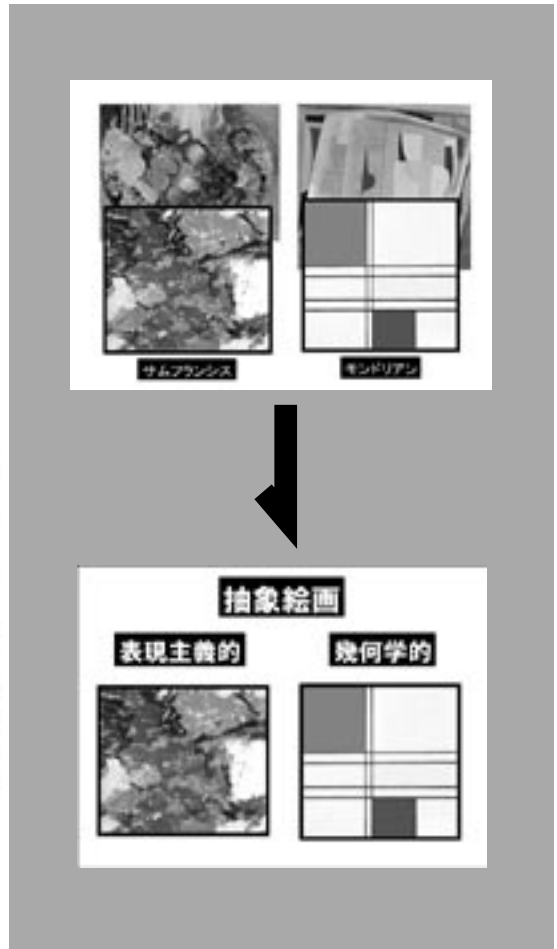 サムフランシス
モンドリアン
抽象絵画
表現主義的
幾何学的